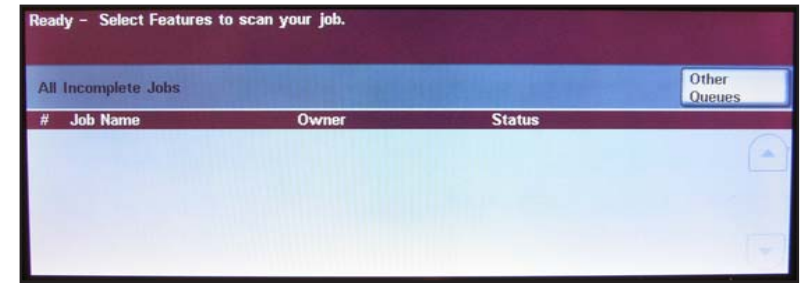 Ready - Select Features to scan your job.
All Incomplete Jobs
Other
Queues
# Job Name Owner Status